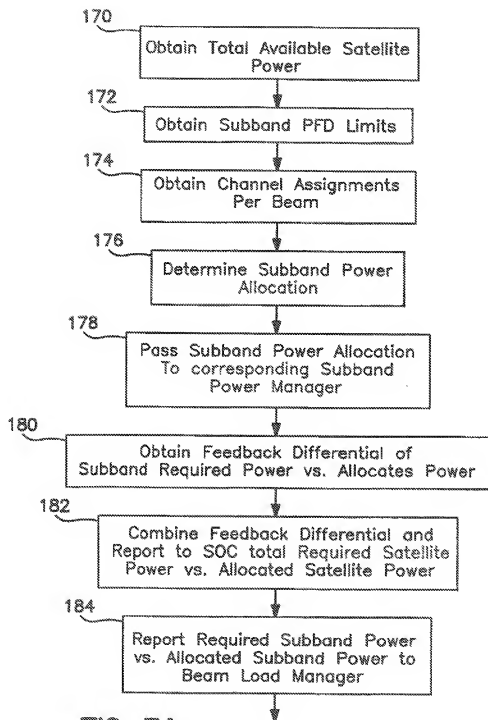 170
Obtain Total Available Satellite
Power
172
Obtain Subband PFD Limits
174
Obtain Channel Assignments
Per Beam
176
Determine Subband Power
Allocation
178
Pass Subband Power Allocation
To corresponding Subband
Power Manager
180
Obtain Feedback Differential of
Subband Required Power vs. Allocates Power
182
Combine Feedback Differential and
Report to SOC total Required Satellite
Power vs. Allocated Satellite Power
184
Report Required Subband Power
vs. Allocated Subband Power to
Beam Load Manager